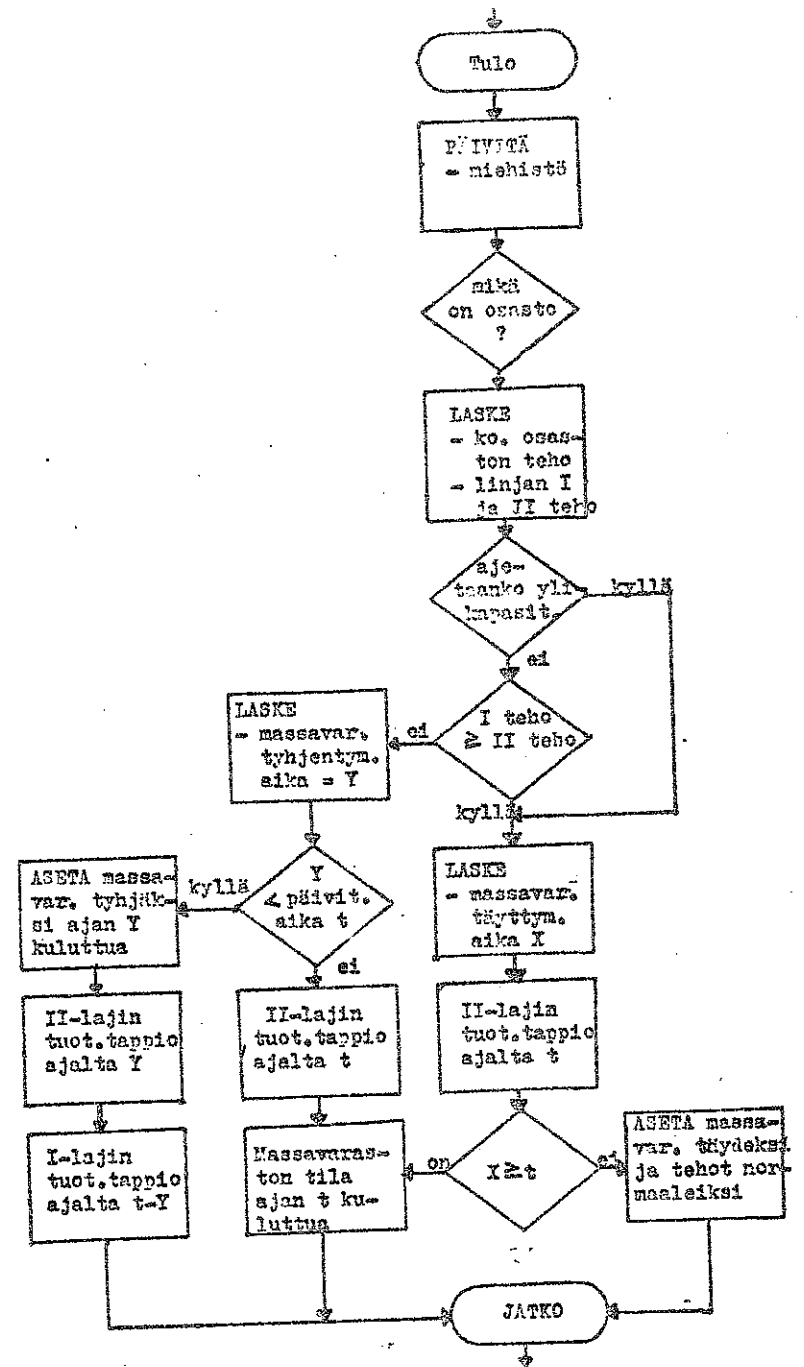 Tulo
PÄIVITÄ
- miehistö
mikä
on osasto
?
LASKE
- ko. osas-
ton teho
- linjan I
ja II teho
aje-
taanko yli-
kapasit.
kyllä
ei
I teho
≥ II teho
ei
kyllä
LASKE
- massavar.
tyhjentym.
aika = Y
Y
< päivit.
aika t
kyllä
ei
ASETA massa-
var. tyhjäk-
si ajan Y
kuluttua
LASKE
- massavar.
täyttym.
aika X
II-lajin
tuot.tappio
ajalta Y
II-lajin
tuot.tappio
ajalta t
II-lajin
tuot.tappio
ajalta t
I-lajin
tuot.tappio
ajalta t-Y
Massavaras-
ton tila
ajan t ku-
luttua
on
X≥t
ei
ASETA massa-
var. täydeksi
ja tehot nor-
maaleiksi
JATKO